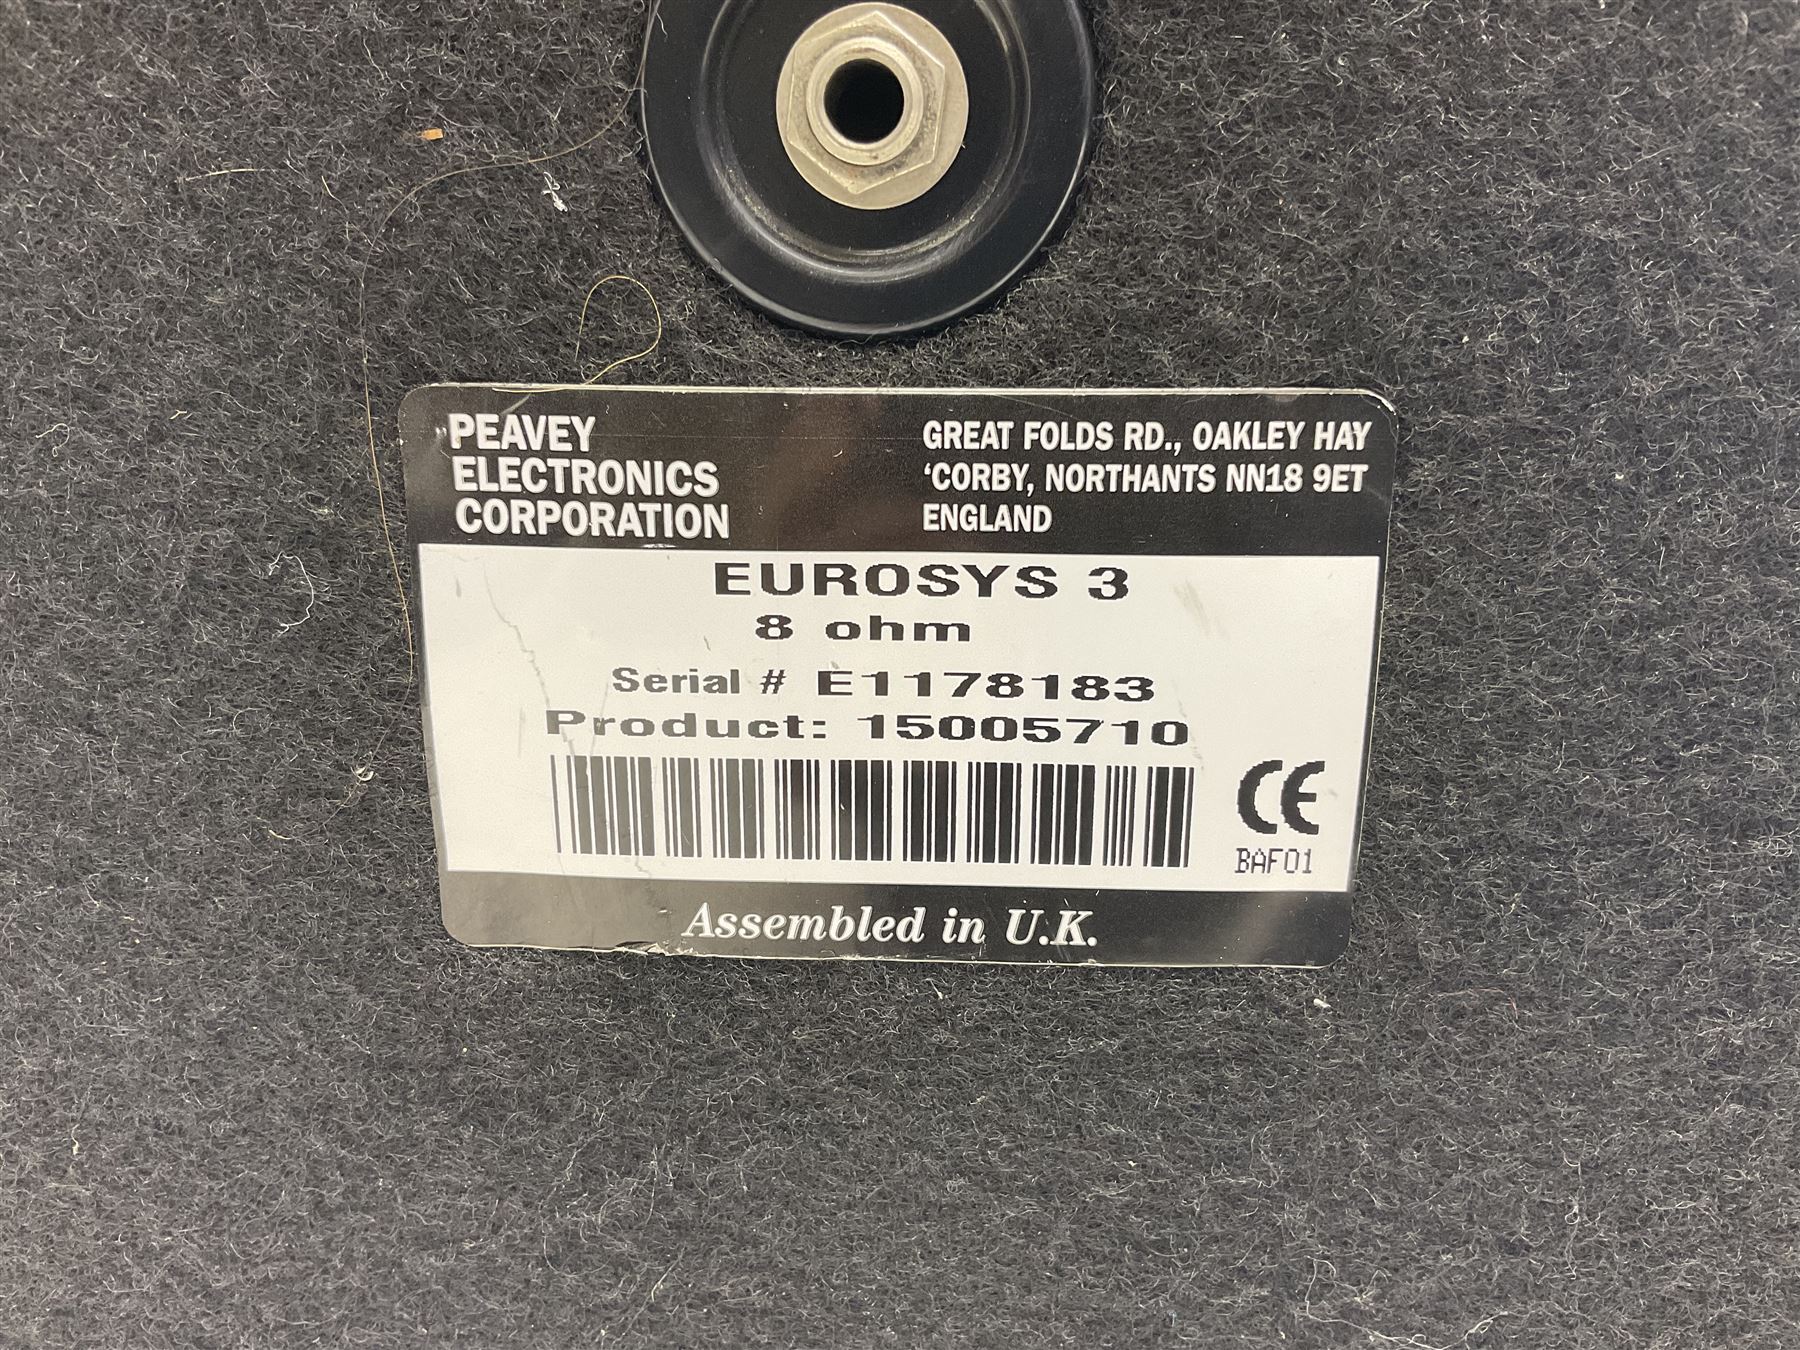 PEAVEY
ELECTRONICS
CORPORATION
GREAT FOLDS RD., OAKLEY HAY
‘CORBY, NORTHANTS NN18 9ET
ENGLAND
EUROSYS 3
8 ohm
Serial # E1178183
Product: 15005710
CE
BAF01
Assembled in U.K.